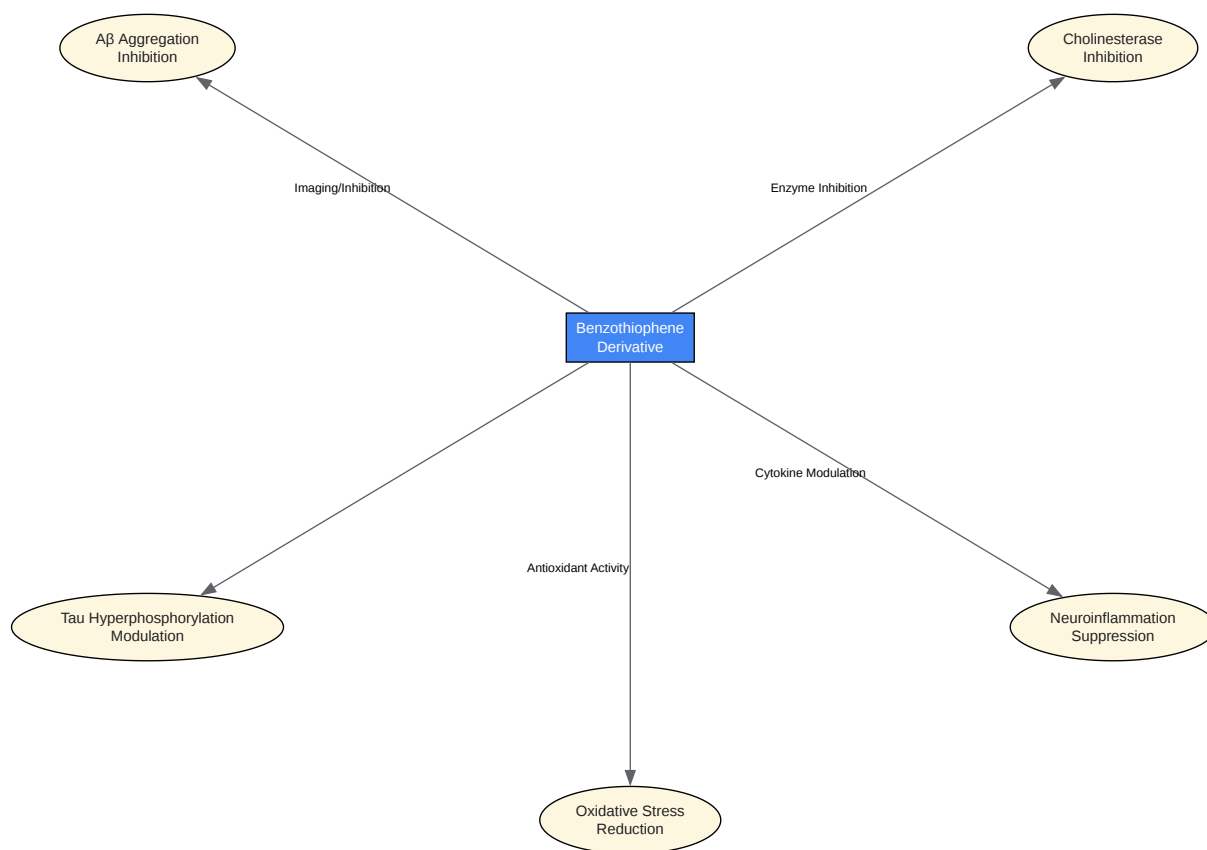 Aβ Aggregation
Inhibition
Cholinesterase
Inhibition
Imaging/Inhibition
Enzyme Inhibition
Benzothiophene
Derivative
Cytokine Modulation
Antioxidant Activity
Tau Hyperphosphorylation
Modulation
Neuroinflammation
Suppression
Oxidative Stress
Reduction